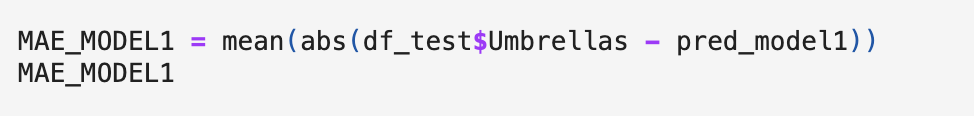 MAE_MODEL1 = mean(abs(df_test$Umbrellas - pred_model1))
MAE_MODEL1